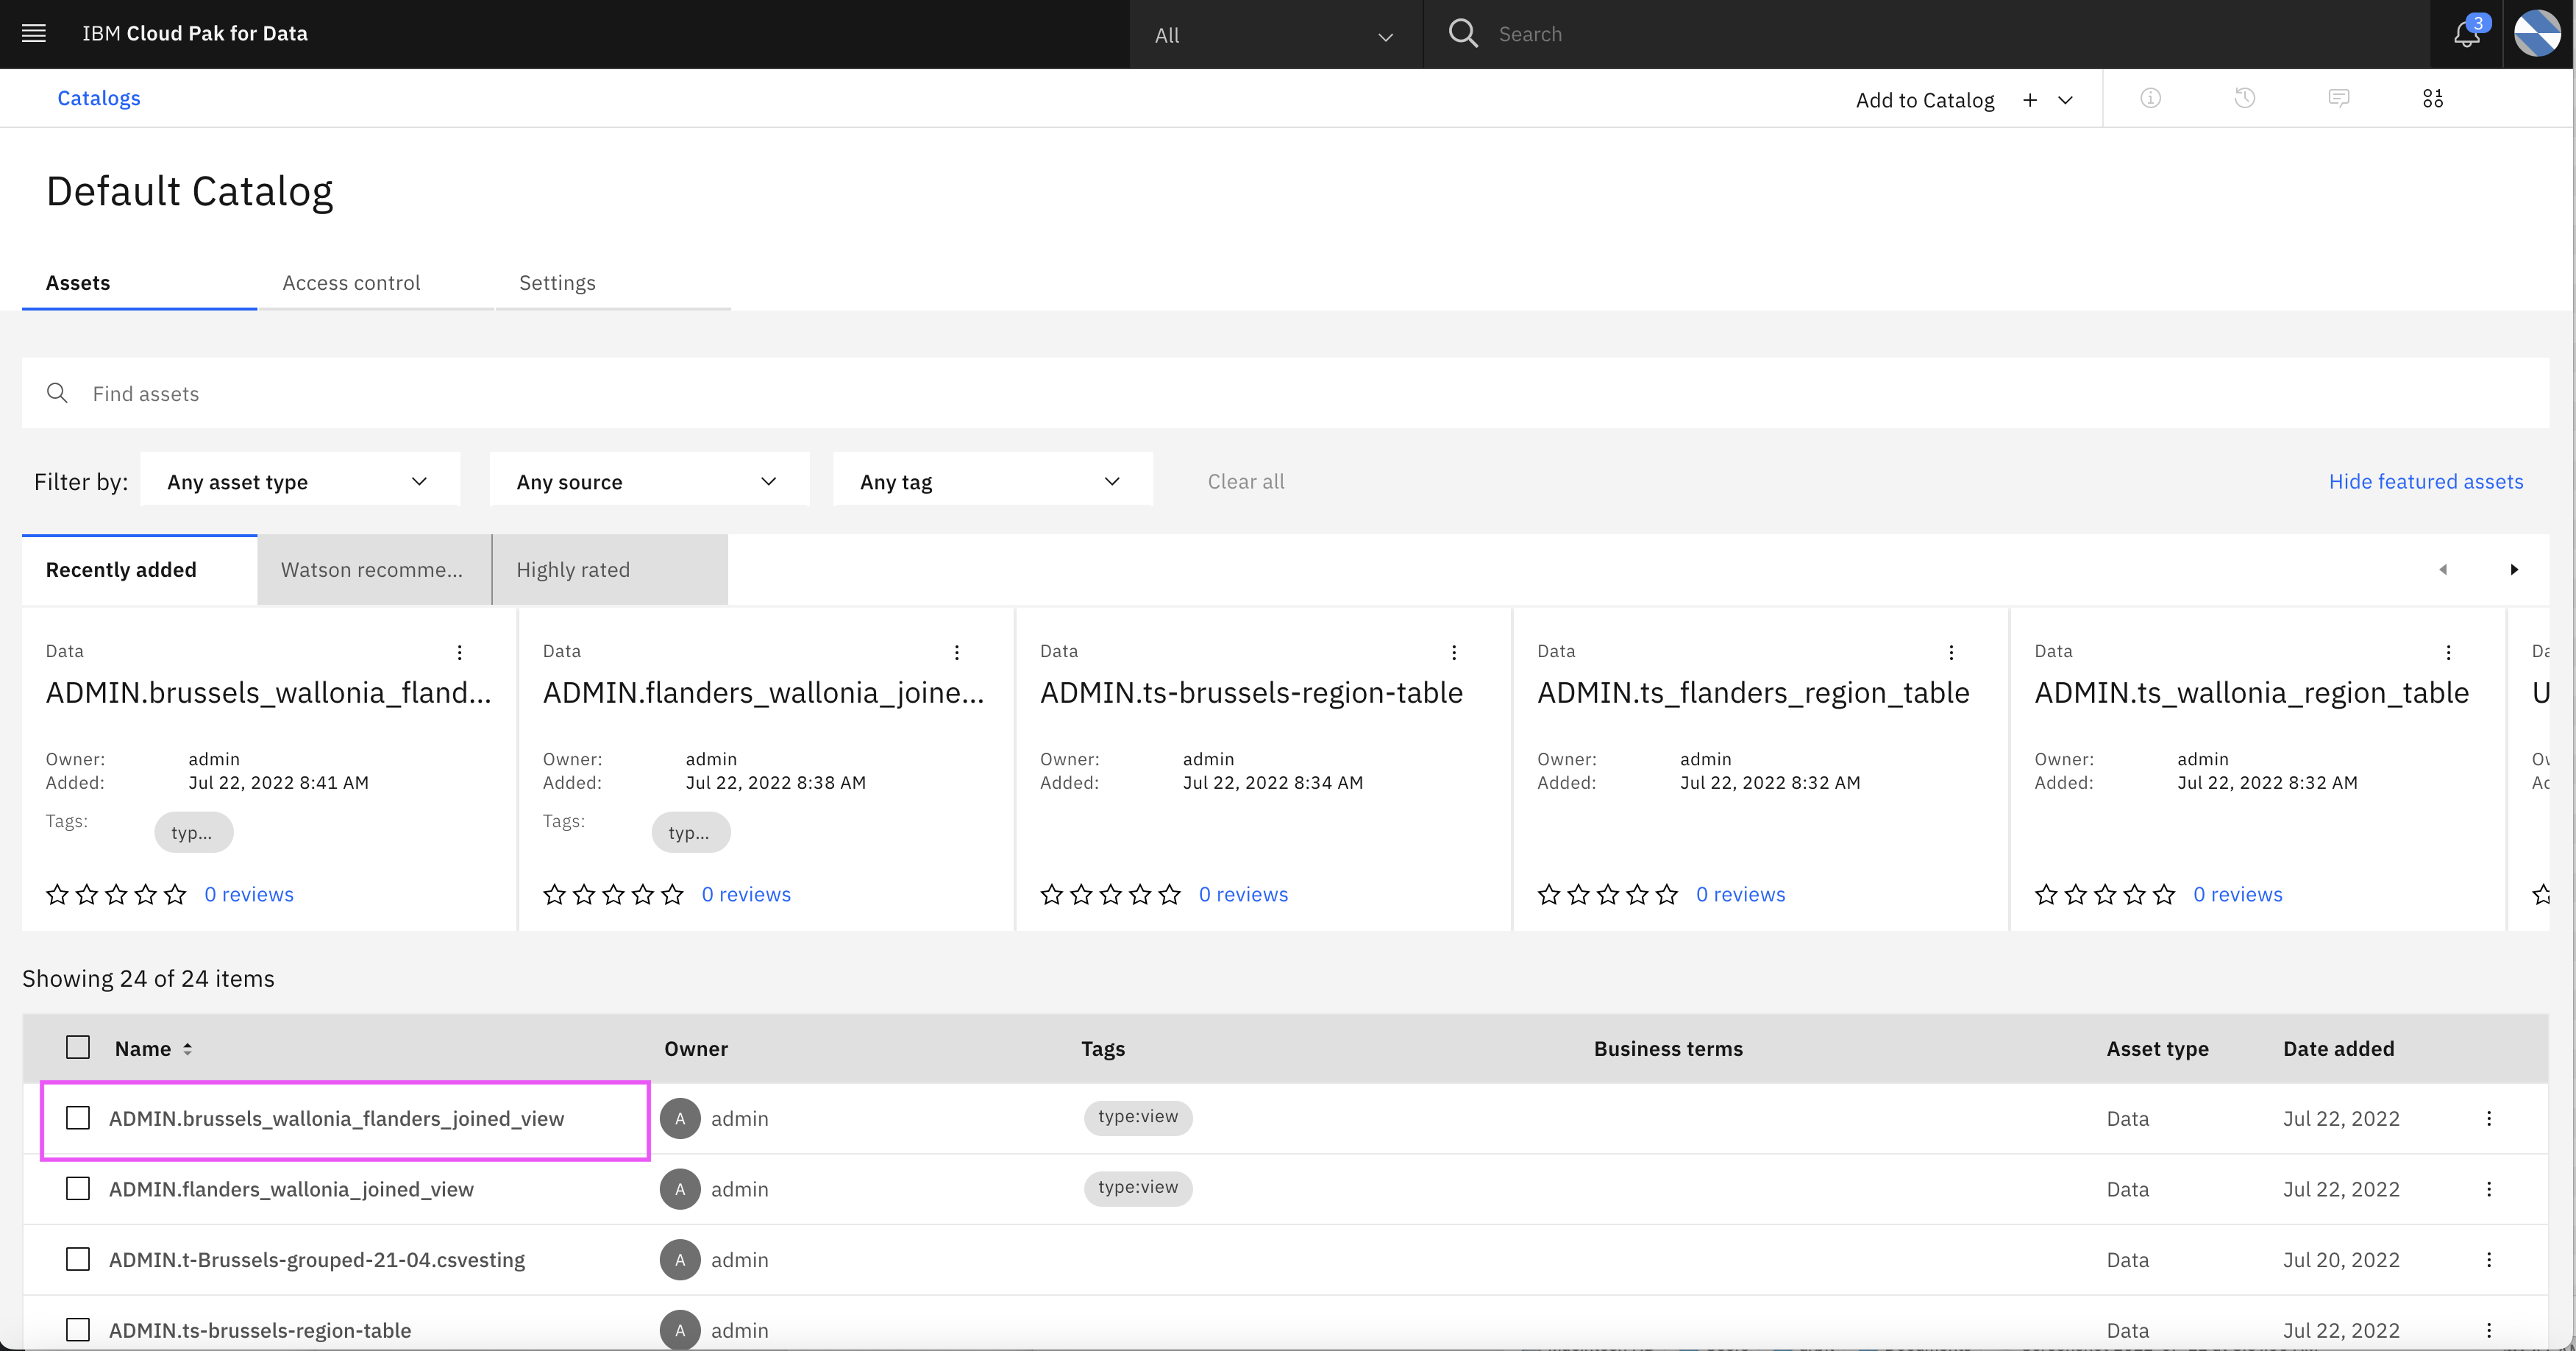 IBM Cloud Pak for Data All Search 3
Catalogs Add to Catalog +
Default Catalog
Assets Access control Settings
Find assets
Filter by: Any asset type Any source Any tag Clear all Hide featured assets
Recently added Watson recomme... Highly rated
Data Data Data Data Data
ADMIN.brussels_wallonia_fland... ADMIN.flanders_wallonia_joine... ADMIN.ts-brussels-region-table ADMIN.ts_flanders_region_table ADMIN.ts_wallonia_region_table U
Owner: admin Owner: admin Owner: admin Owner: admin Owner: admin
Added: Jul 22, 2022 8:41 AM Added: Jul 22, 2022 8:38 AM Added: Jul 22, 2022 8:34 AM Added: Jul 22, 2022 8:32 AM Added: Jul 22, 2022 8:32 AM
Tags: typ... Tags: typ...
0 reviews 0 reviews 0 reviews 0 reviews 0 reviews
Showing 24 of 24 items
Name Owner Tags Business terms Asset type Date added
ADMIN.brussels_wallonia_flanders_joined_view A admin type:view Data Jul 22, 2022
ADMIN.flanders_wallonia_joined_view A admin type:view Data Jul 22, 2022
ADMIN.t-Brussels-grouped-21-04.csvesting A admin Data Jul 20, 2022
ADMIN.ts-brussels-region-table A admin Data Jul 22, 2022